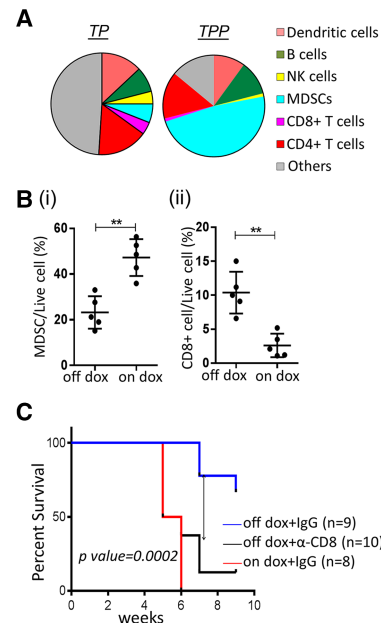 A
TP
TPP
Dendritic cells
B cells
NK cells
MDSCs
CD8+ T cells
CD4+ T cells
Others
B (i)
(ii)
MDSC/Live cell (%)
60
40
20
0
**
off dox on dox
CD8+ cell/Live cell (%)
20
15
10
5
0
**
off dox on dox
C
Percent Survival
100
50
0
p value=0.0002
off dox+IgG (n=9)
off dox+α-CD8 (n=10)
on dox+IgG (n=8)
0 2 4 6 8 10
weeks